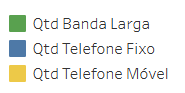 Qtd Banda Larga
Qtd Telefone Fixo
Qtd Telefone Móvel